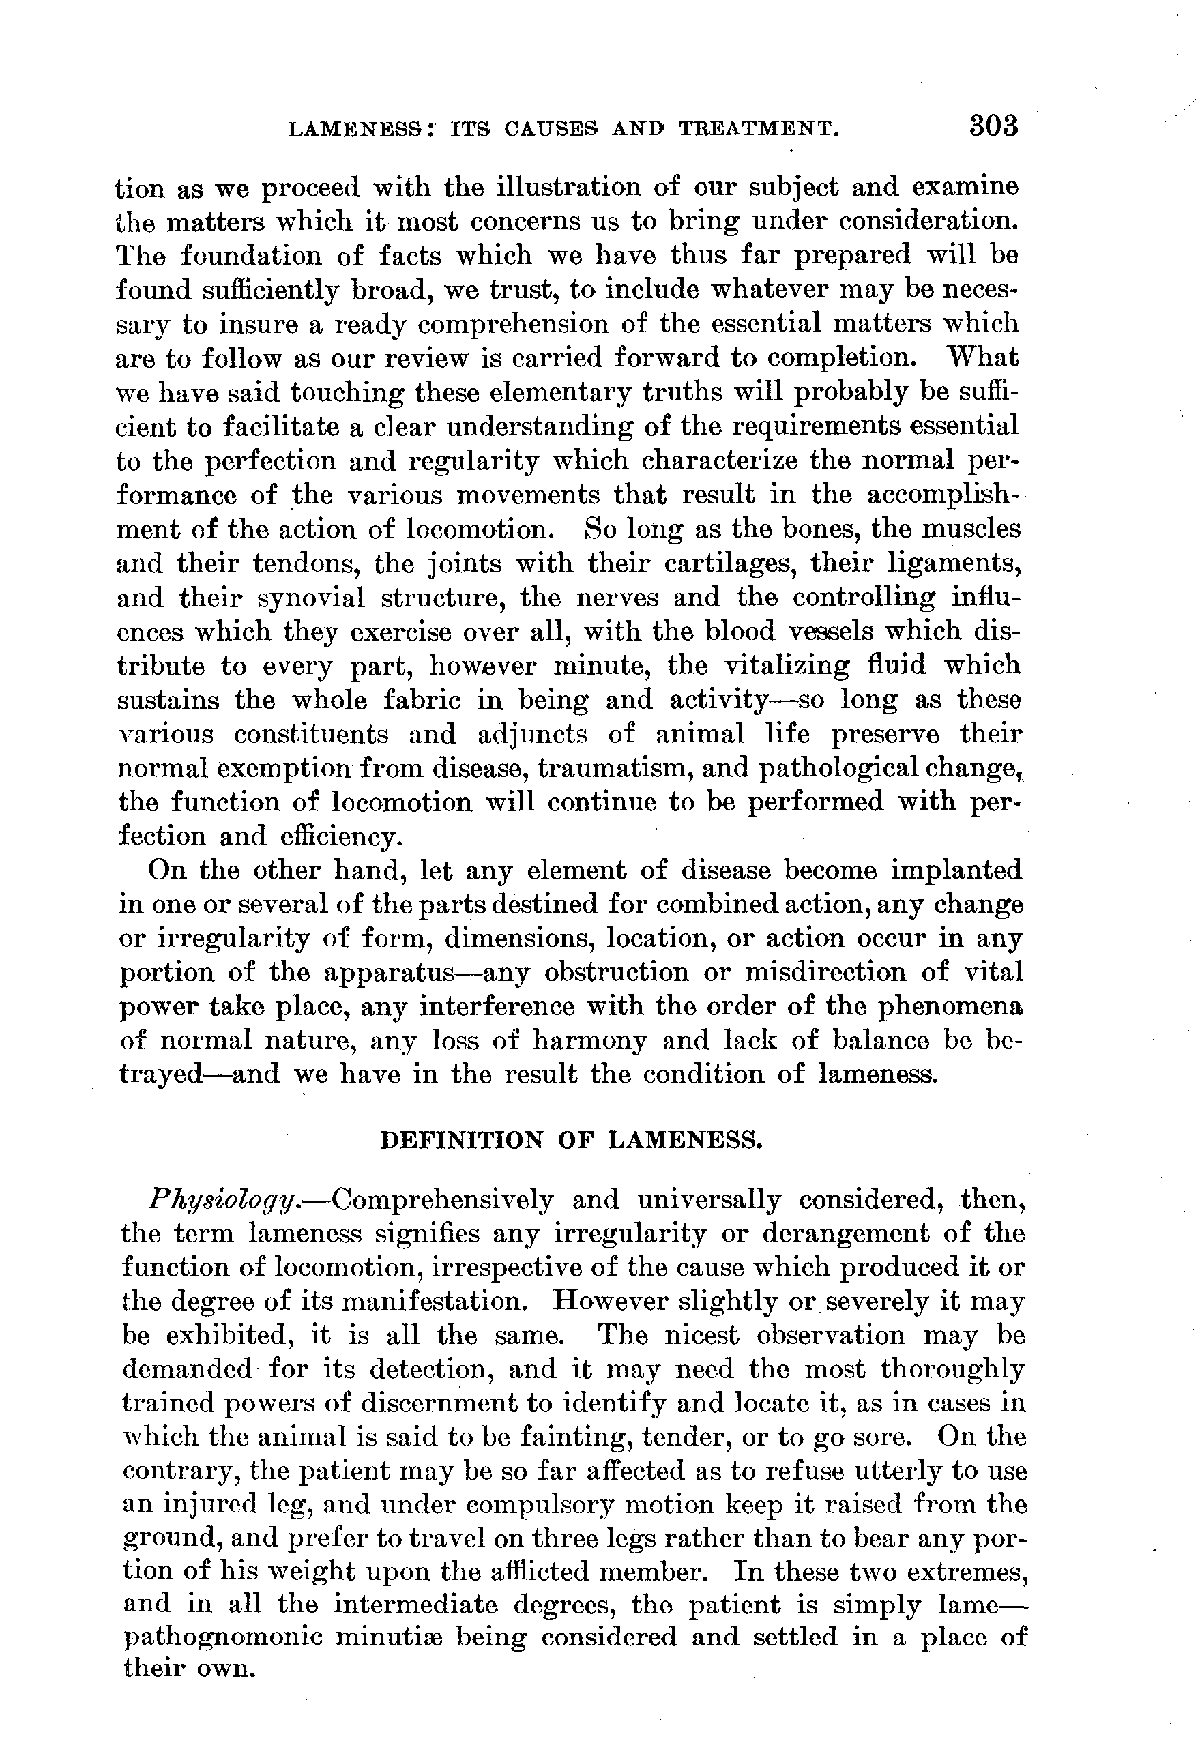 LAMENESS: ITS CAUSES AND TREATMENT. 303
tion as we proceed with the illustration of our subject and examine
the matters which it most concerns us to bring under consideration.
The foundation of facts which we have thus far prepared will be
found sufficiently broad, we trust, to include whatever may be neces-
sary to insure a ready comprehension of the essential matters which
are to follow as our review is carried forward to completion. What
we have said touching these elementary truths will probably be suffi-
cient to facilitate a clear understanding of the requirements essential
to the perfection and regularity which characterize the normal per-
formance of the various movements that result in the accomplish-
ment of the action of locomotion. So long as the bones, the muscles
and their tendons, the joints with their cartilages, their ligaments,
and their synovial structure, the nerves and the controlling influ-
ences which they exercise over all, with the blood vessels which dis-
tribute to every part, however minute, the vitalizing fluid which
sustains the whole fabric in being and activity—so long as these
various constituents and adjuncts of animal life preserve their
normal exemption from disease, traumatism, and pathological change,
the function of locomotion will continue to be performed with per-
fection and efficiency.
On the other hand, let any element of disease become implanted
in one or several of the parts destined for combined action, any change
or irregularity of form, dimensions, location, or action occur in any
portion of the apparatus—any obstruction or misdirection of vital
power take place, any interference with the order of the phenomena
of normal nature, any loss of harmony and lack of balance be be-
trayed—and we have in the result the condition of lameness.
DEFINITION OF LAMENESS.
Physiology.—Comprehensively and universally considered, then,
the term lameness signifies any irregularity or derangement of the
function of locomotion, irrespective of the cause which produced it or
the degree of its manifestation. However slightly or severely it may
be exhibited, it is all the same. The nicest observation may be
demanded for its detection, and it may need the most thoroughly
trained powers of discernment to identify and locate it, as in cases in
which the animal is said to be fainting, tender, or to go sore. On the
contrary, the patient may be so far affected as to refuse utterly to use
an injured leg, and under compulsory motion keep it raised from the
ground, and prefer to travel on three legs rather than to bear any por-
tion of his weight upon the afflicted member. In these two extremes,
and in all the intermediate degrees, the patient is simply lame—
pathognomonic minutiæ being considered and settled in a place of
their own.